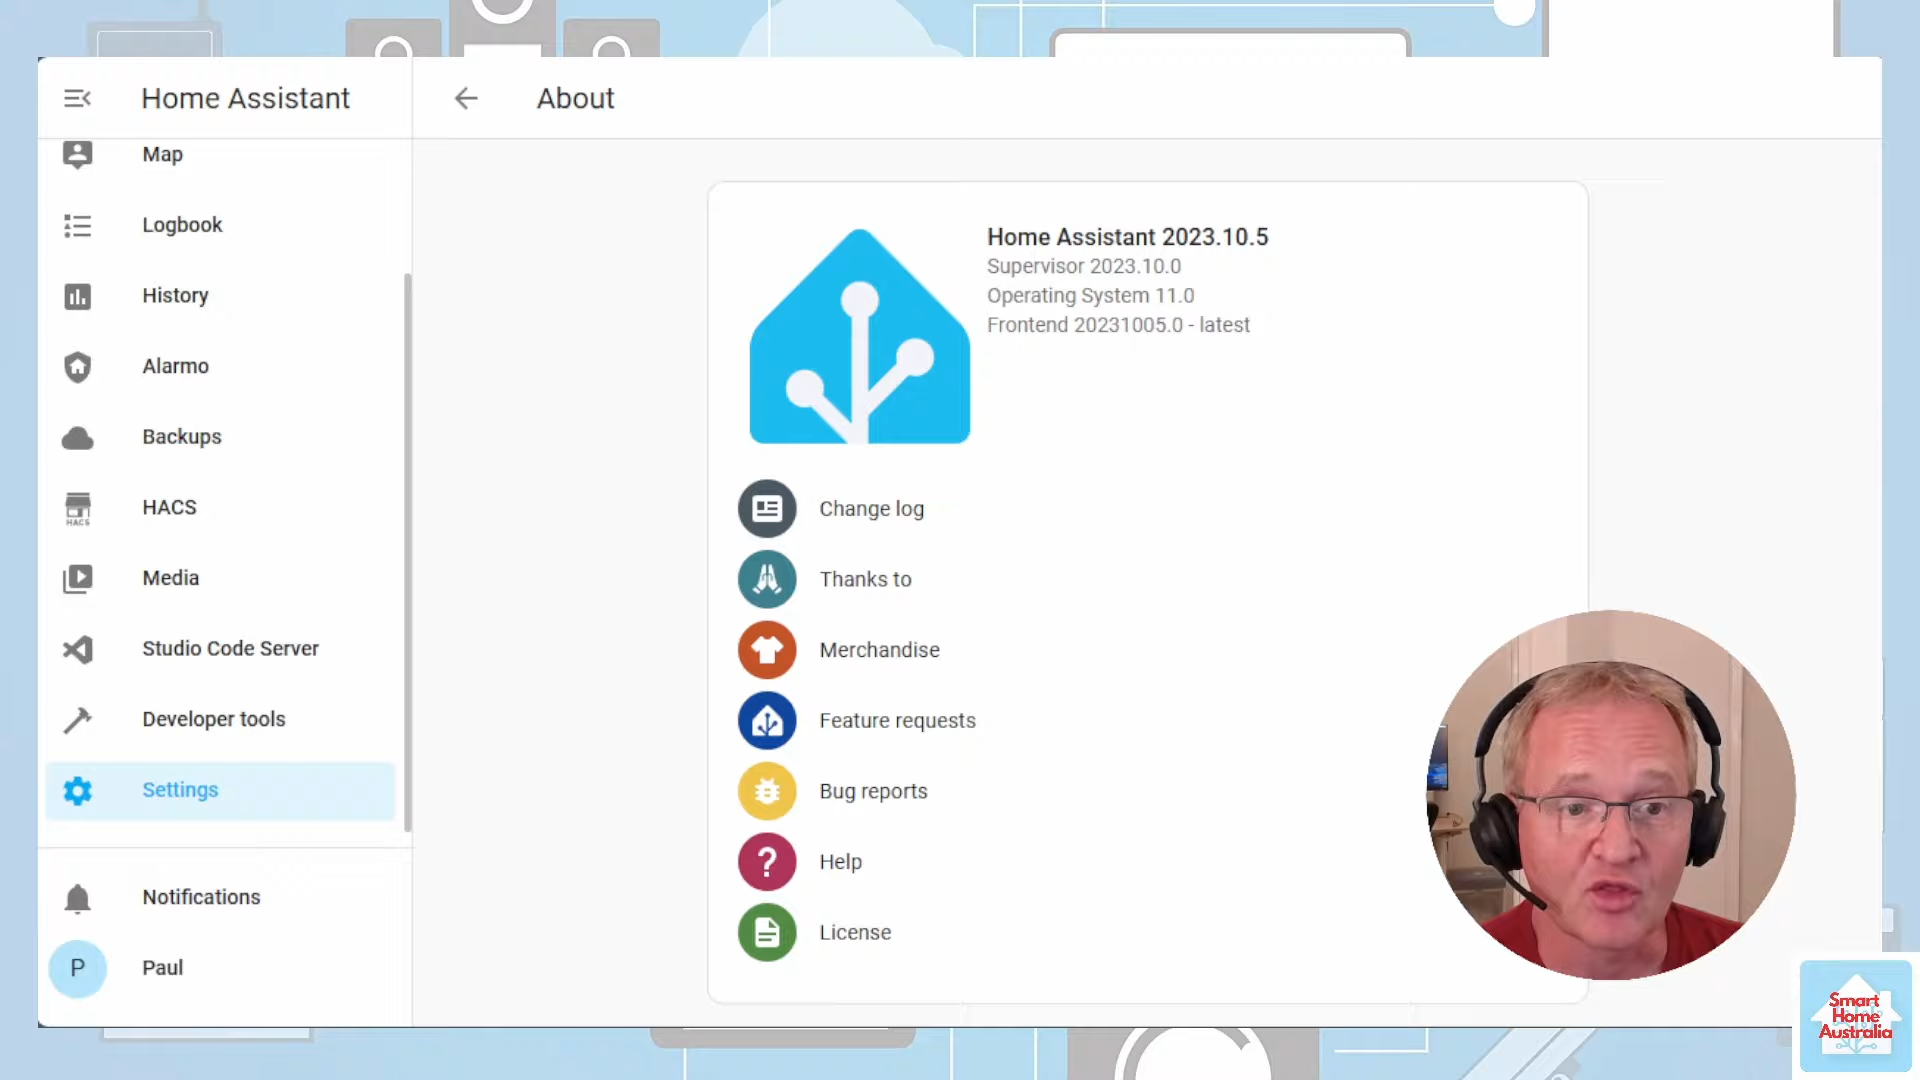 Home Assistant
About
Map
Logbook
History
Alarmo
Backups
HACS
HACS
Media
Studio Code Server
Developer tools
Settings
Notifications
P
Paul
Home Assistant 2023.10.5
Supervisor 2023.10.0
Operating System 11.0
Frontend 20231005.0 - latest
Change log
Thanks to
Merchandise
Feature requests
Bug reports
?
Help
License
Smart
Home
Australia